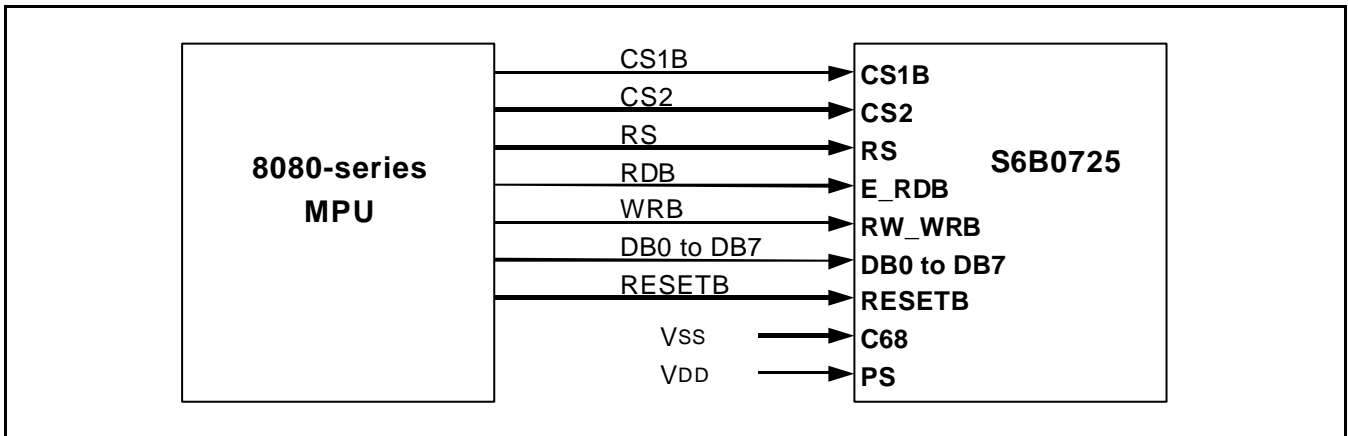 CS1B
CS1B
CS2
CS2
RS
RS
S6B0725
8080-series
MPU
RDB
E_RDB
WRB
RW_WRB
DB0 to DB7
DB0 to DB7
RESETB
RESETB
VSS
C68
VDD
PS